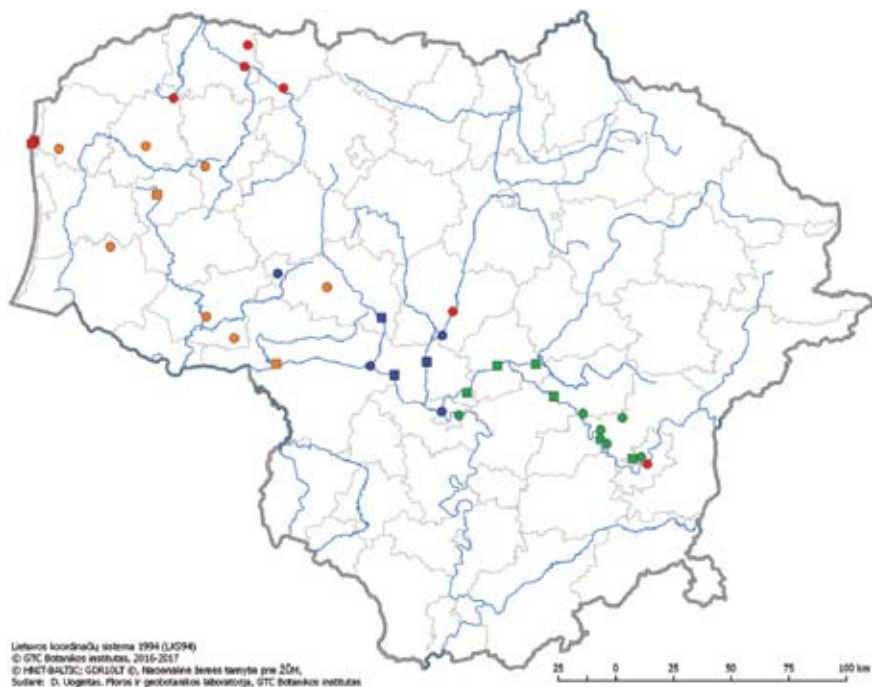 Lietuvos koordinačių sistema 1994 (LKS94)
© GTC Botanikos institutas, 2016-2017
© HNIT-BALTIC; GDR10LT ©, Nacionalinė žemės tarnyba prie ŽŪM,
Sudarė: D. Uogintas, Floros ir geobotanikos laboratorija, GTC Botanikos institutas
25 0 25 50 75 100 km